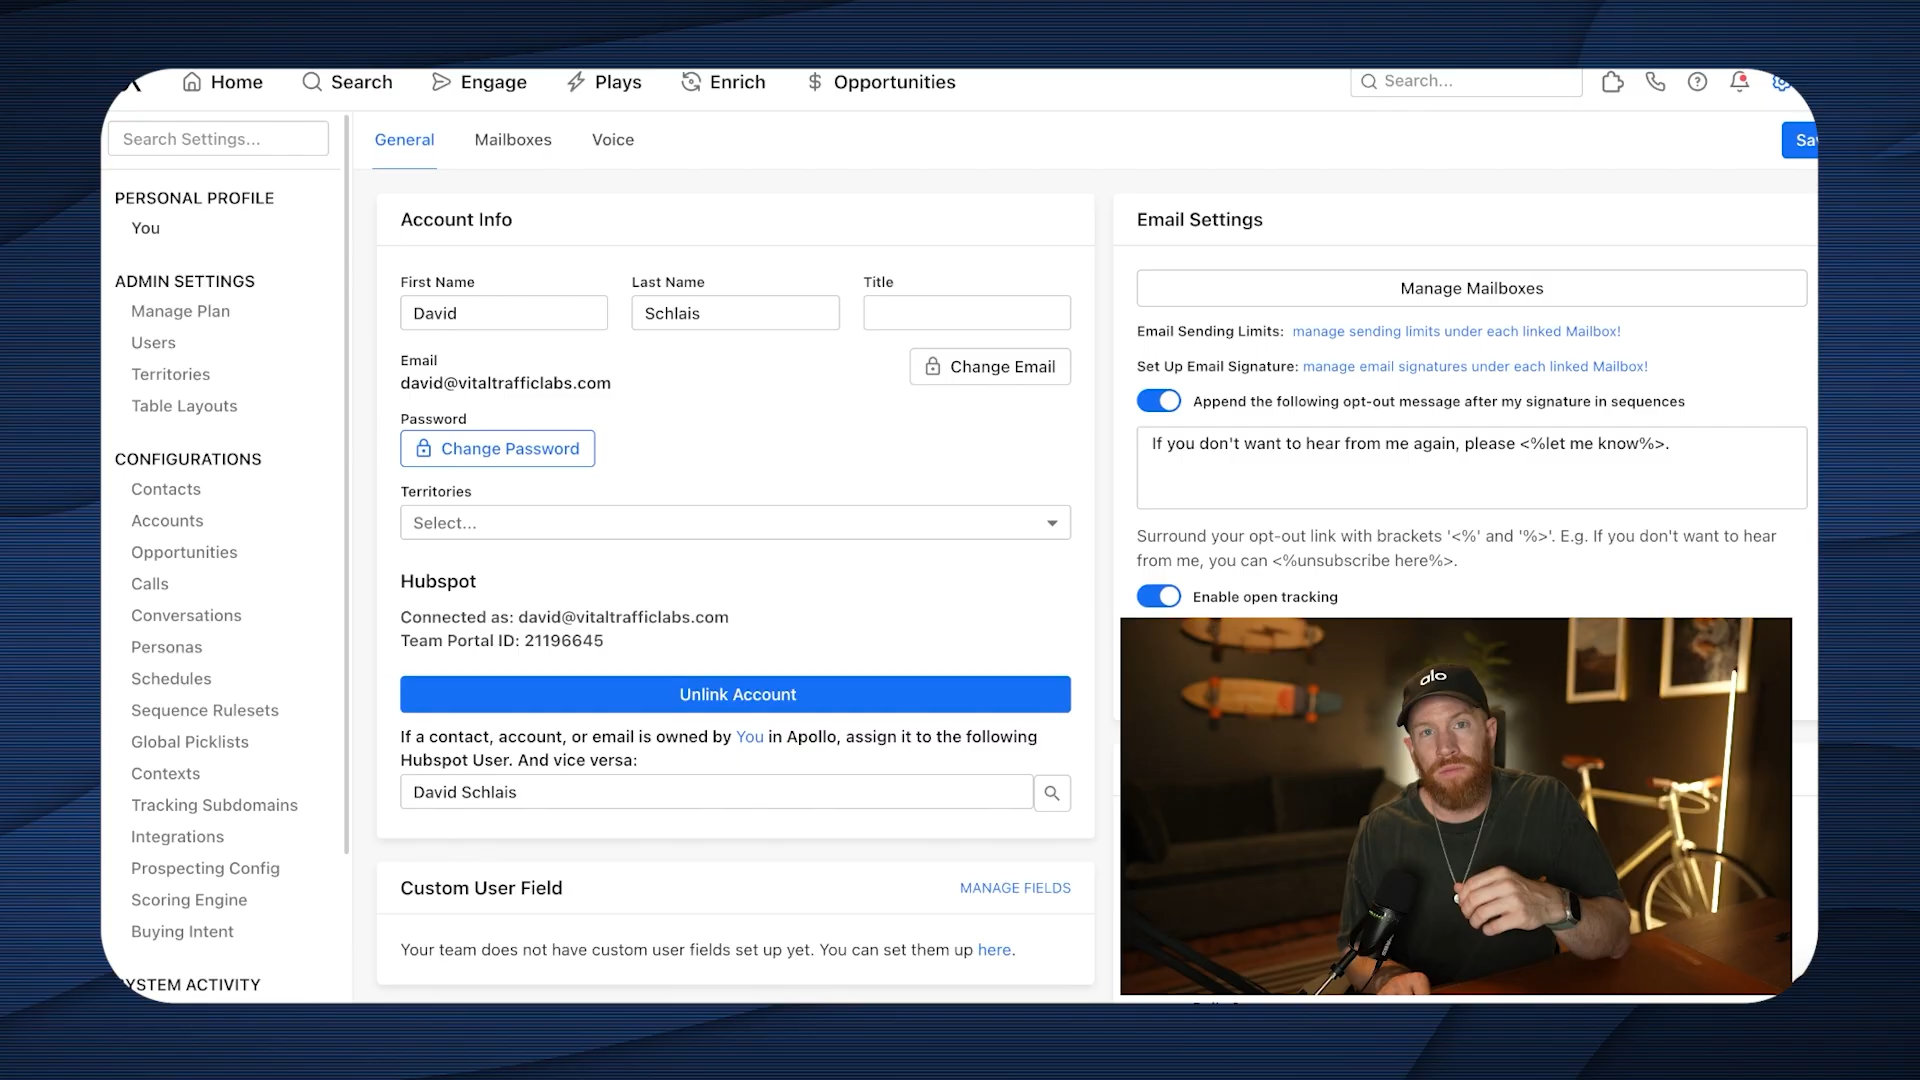 Home
Search
Engage
Plays
Enrich
Opportunities
Search...
Search Settings...
General
Mailboxes
Voice
PERSONAL PROFILE
You
ADMIN SETTINGS
Manage Plan
Users
Territories
Table Layouts
CONFIGURATIONS
Contacts
Accounts
Opportunities
Calls
Conversations
Personas
Schedules
Sequence Rulesets
Global Picklists
Contexts
Tracking Subdomains
Integrations
Prospecting Config
Scoring Engine
Buying Intent
YSTEM ACTIVITY
Account Info
First Name
Last Name
Title
David
Schlais
Email
david@vitaltrafficlabs.com
Change Email
Password
Change Password
Territories
Select...
Hubspot
Connected as: david@vitaltrafficlabs.com
Team Portal ID: 21196645
Unlink Account
If a contact, account, or email is owned by You in Apollo, assign it to the following
Hubspot User. And vice versa:
David Schlais
Custom User Field
MANAGE FIELDS
Your team does not have custom user fields set up yet. You can set them up here.
Sav
Email Settings
Manage Mailboxes
Email Sending Limits: manage sending limits under each linked Mailbox!
Set Up Email Signature: manage email signatures under each linked Mailbox!
Append the following opt-out message after my signature in sequences
If you don't want to hear from me again, please <%let me know%>.
Surround your opt-out link with brackets '<%' and '%>'. E.g. If you don't want to hear
from me, you can <%unsubscribe here%>.
Enable open tracking
alo